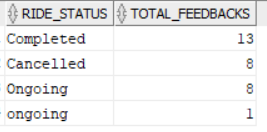 RIDE_STATUS TOTAL_FEEDBACKS
Completed 13
Cancelled 8
Ongoing 8
ongoing 1